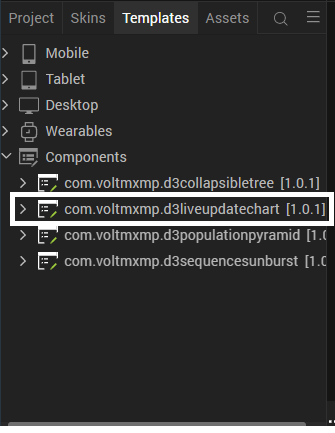 Project Skins Templates Assets
Mobile
Tablet
Desktop
Wearables
Components
com.voltmxmp.d3collapsibletree [1.0.1]
com.voltmxmp.d3liveupdatechart [1.0.1]
com.voltmxmp.d3populationpyramid [1.0
com.voltmxmp.d3sequencesunburst [1.0.